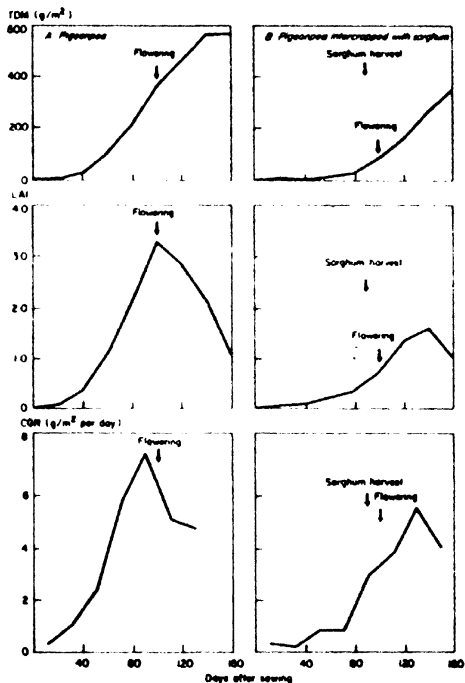 TDM (g/m²)
A Pigeonpea
B Pigeonpea intercropped with sorghum
600
400
200
0
Flowering
Sorghum harvest
Flowering
LAI
4.0
3.0
2.0
1.0
0
Flowering
Sorghum harvest
Flowering
CGR (g/m² per day)
8
6
4
2
0
Flowering
Sorghum harvest
Flowering
40 80 120 160 40 80 120 160
Days after sowing